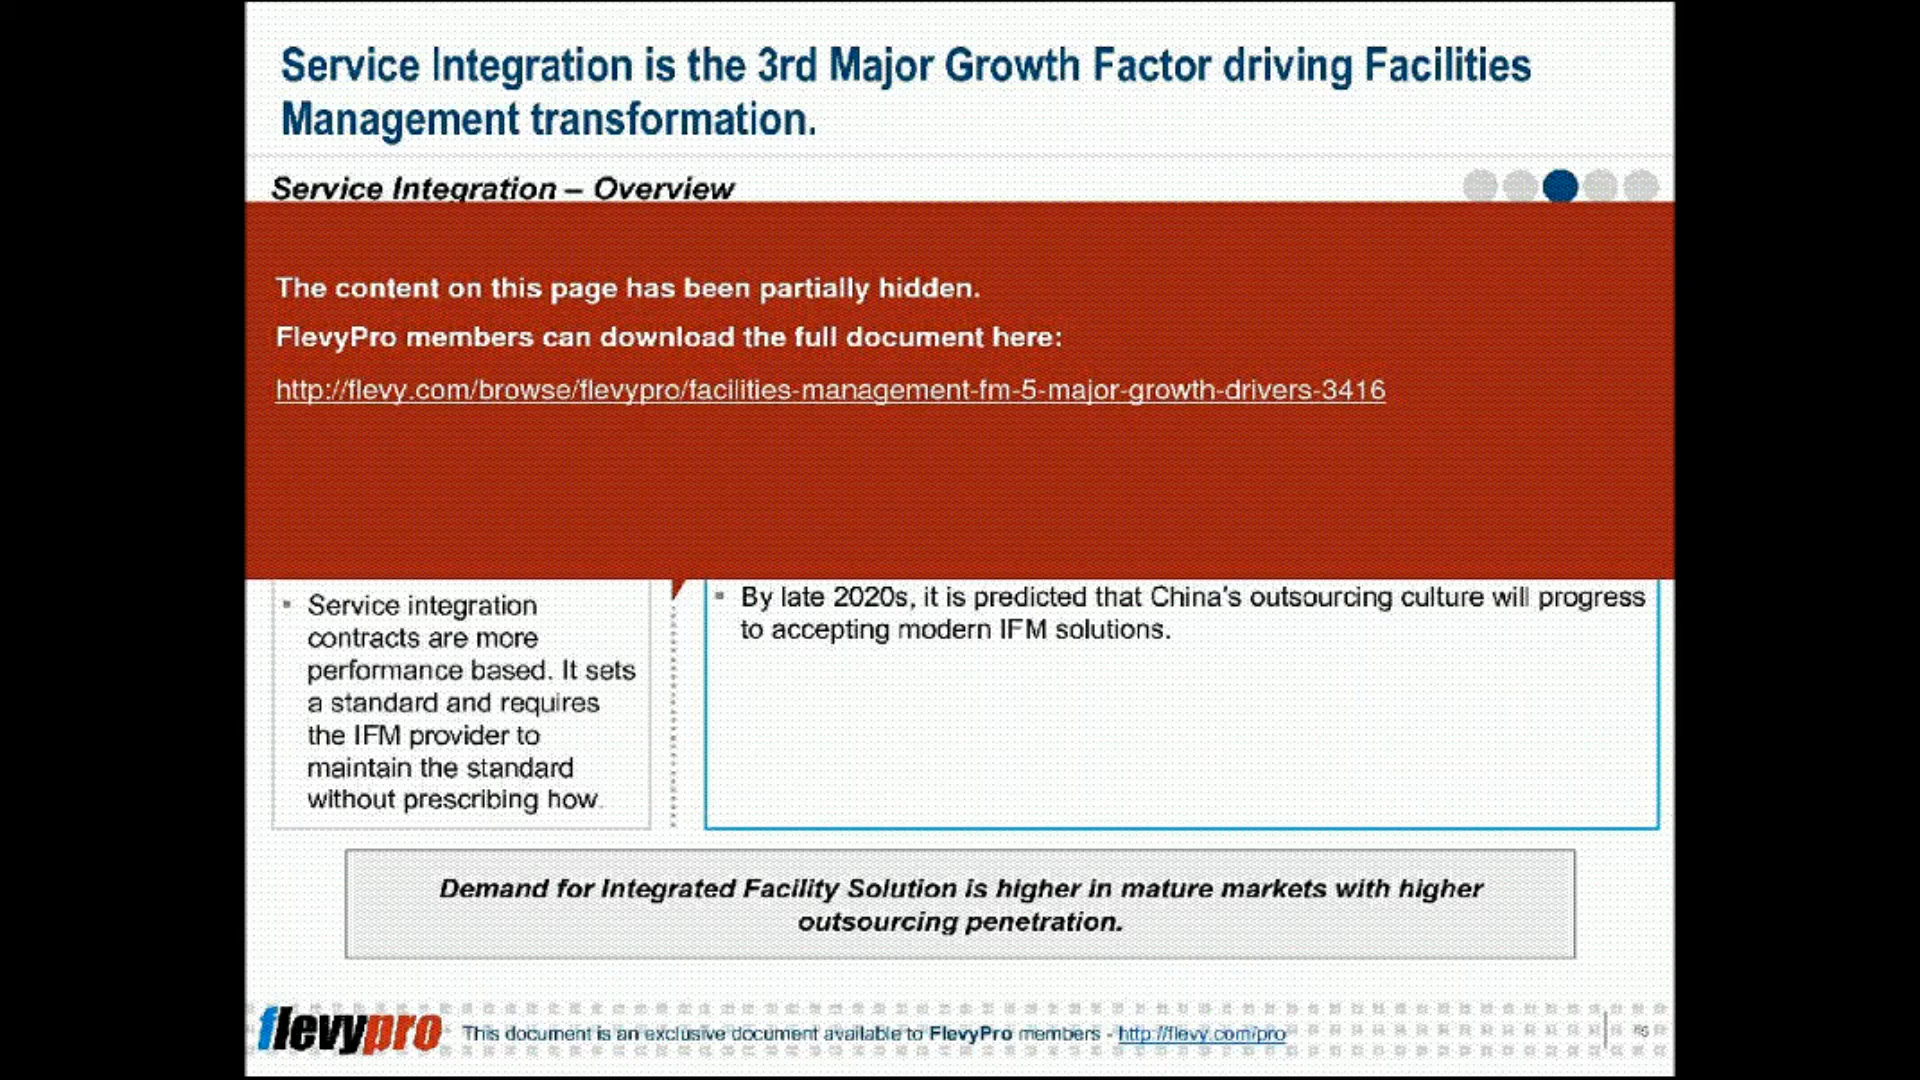 Service Integration is the 3rd Major Growth Factor driving Facilities
Management transformation.
Service Integration – Overview
The content on this page has been partially hidden.
FlevyPro members can download the full document here:
http://flevy.com/browse/flevypro/facilities-management-fm-5-major-growth-drivers-3416
Service integration
contracts are more
performance based. It sets
a standard and requires
the IFM provider to
maintain the standard
without prescribing how.
By late 2020s, it is predicted that China's outsourcing culture will progress
to accepting modern IFM solutions.
Demand for Integrated Facility Solution is higher in mature markets with higher
outsourcing penetration.
flevypro
This document is an exclusive document available to FlevyPro members - http://flevy.com/pro